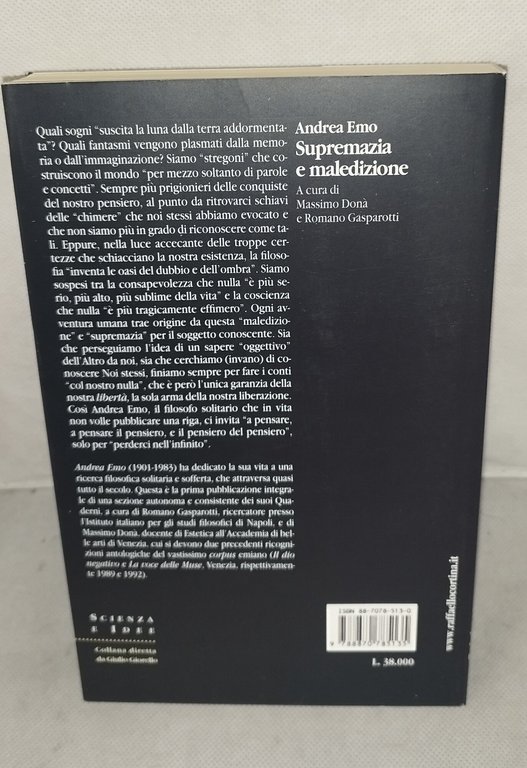 Quali sogni "suscita la luna dalla terra addormenta-
ta"? Quali fantasmi vengono plasmati dalla memo-
ria o dall'immaginazione? Siamo "stregoni" che co-
struiscono il mondo "per mezzo soltanto di parole
e concetti". Sempre più prigionieri delle conquiste
del nostro pensiero, al punto da ritrovarci schiavi
delle "chimere" che noi stessi abbiamo evocato e
che non siamo più in grado di riconoscere come ta-
li. Eppure, nella luce accecante delle troppe cer-
tezze che schiacciano la nostra esistenza, la filoso-
fia "inventa le oasi del dubbio e dell'ombra". Siamo
sospesi tra la consapevolezza che nulla "è più se-
rio, più alto, più sublime della vita" e la coscienza
che nulla "è più tragicamente effimero". Ogni av-
ventura umana trae origine da questa "maledizio-
ne" e "supremazia" per il soggetto conoscente. Sia
che perseguiamo l'idea di un sapere "oggettivo"
dell'Altro da noi, sia che cerchiamo (invano) di co-
noscere Noi stessi, finiamo sempre per fare i conti
"col nostro nulla", che è però l'unica garanzia della
nostra libertà, la sola arma della nostra liberazione.
Così Andrea Emo, il filosofo solitario che in vita
non volle pubblicare una riga, ci invita "a pensare,
a pensare il pensiero, e il pensiero del pensiero",
solo per "perderci nell'infinito".
Andrea Emo (1901-1983) ha dedicato la sua vita a una
ricerca filosofica solitaria e sofferta, che attraversa quasi
tutto il secolo. Questa è la prima pubblicazione integra-
le di una sezione autonoma e consistente dei suoi Qua-
derni, a cura di Romano Gasparotti, ricercatore presso
l'Istituto italiano per gli studi filosofici di Napoli, e di
Massimo Donà, docente di Estetica all'Accademia di bel-
le arti di Venezia, cui si devono due precedenti ricogni-
zioni antologiche del vastissimo corpus emiano (Il dio
negativo e La voce delle Muse, Venezia, rispettivamen-
te 1989 e 1992).
SCIENZA
E IDEE
Collana diretta
da Giulio Giorello
Andrea Emo
Supremazia
e maledizione
A cura di
Massimo Donà
e Romano Gasparotti
ISBN 88-7078-513-0
9 788870 785135
L. 38.000
www.raffaellocortina.it